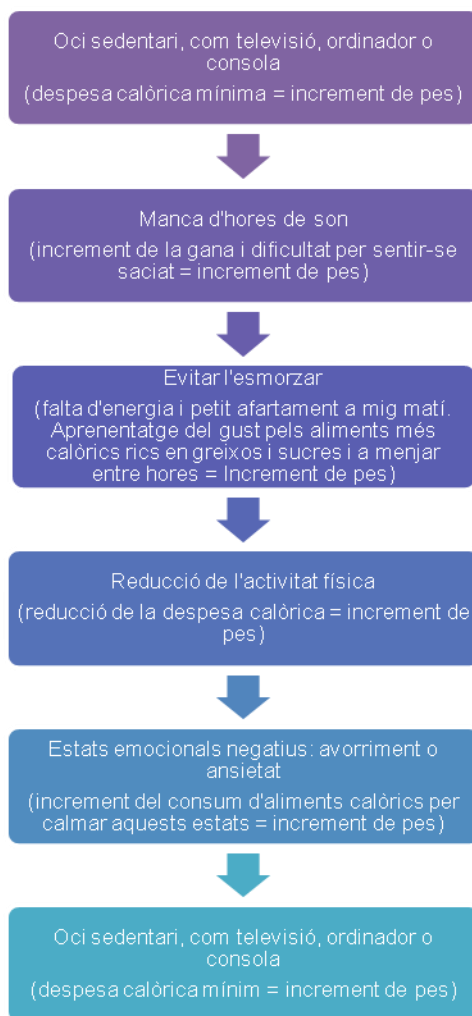 Oci sedentari, com televisió, ordinador o
consola
(despesa calòrica mínima = increment de pes)
Manca d'hores de son
(increment de la gana i dificultat per sentir-se
saciat = increment de pes)
Evitar l'esmorzar
(falta d'energia i petit afartament a mig matí.
Aprenentatge del gust pels aliments més
calòrics rics en greixos i sucres i a menjar
entre hores = Increment de pes)
Reducció de l'activitat física
(reducció de la despesa calòrica = increment de
pes)
Estats emocionals negatius: avorriment o
ansietat
(increment del consum d'aliments calòrics per
calmar aquests estats = increment de pes)
Oci sedentari, com televisió, ordinador o
consola
(despesa calòrica mínim = increment de pes)